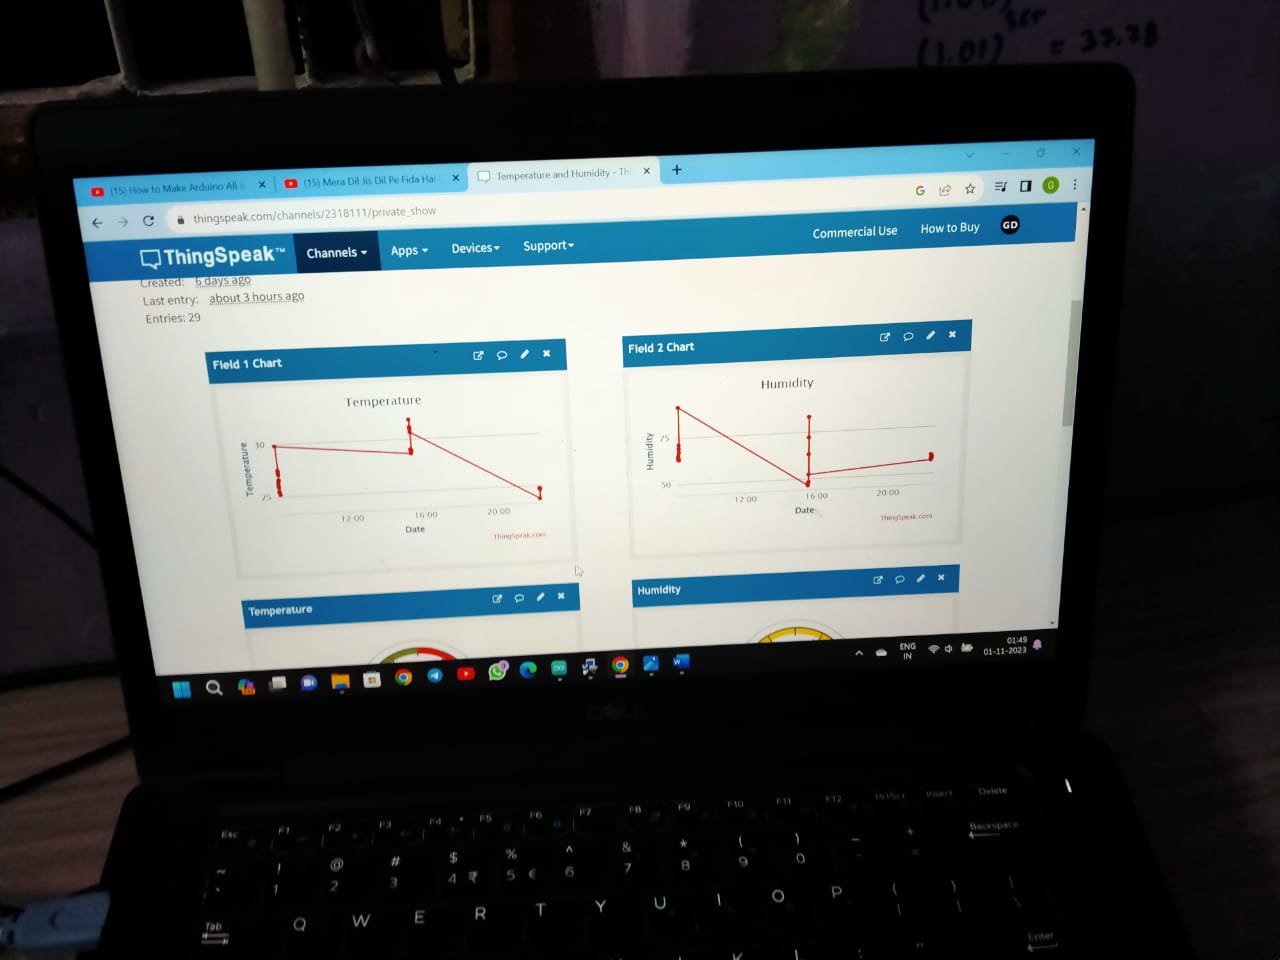 (1.01) = 37.78
(15) How to Make Arduino All
(15) Mera Dil Jis Dil Pe Fida Hai
Temperature and Humidity - Th
thingspeak.com/channels/2318111/private_show
G
ThingSpeak™
Channels
Apps
Devices
Support
Commercial Use
How to Buy
GD
Created: 6 days ago
Last entry: about 3 hours ago
Entries: 29
Field 1 Chart
Temperature
Temperature
30
25
12:00
16:00
20:00
Date
ThingSpeak.com
Field 2 Chart
Humidity
Humidity
75
50
12:00
16:00
20:00
Date
ThingSpeak.com
Temperature
Humidity
ENG
IN
01:49
01-11-2023
DELL
Esc F1 F2 F3 F4 F5 F6 F7 F8 F9 F10 F11 F12 PrtScr Insert Delete
~ ! @ # $ % ^ & * ( ) _ + Backspace
` 1 2 3 4 ₹ 5 € 6 7 8 9 0 - =
Tab Q W E R T Y U I O P
Enter